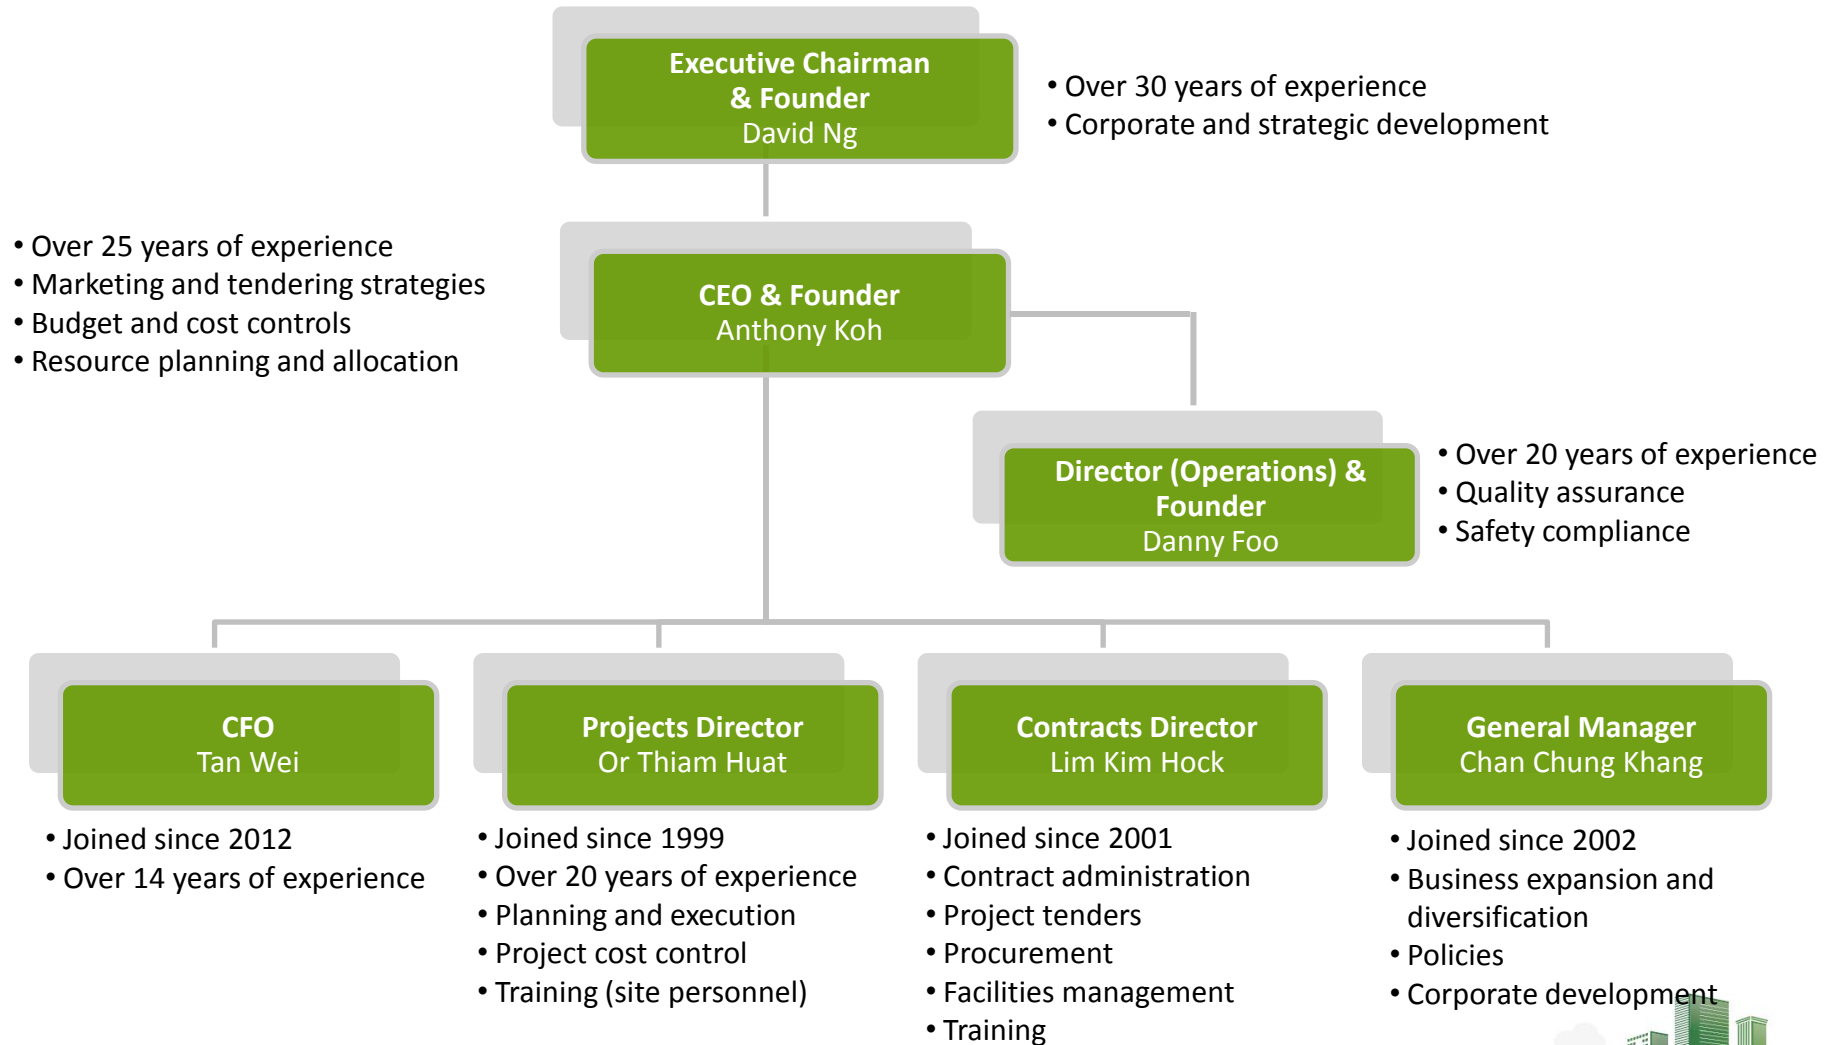 Executive Chairman
& Founder
David Ng
• Over 30 years of experience
• Corporate and strategic development
• Over 25 years of experience
• Marketing and tendering strategies
• Budget and cost controls
• Resource planning and allocation
CEO & Founder
Anthony Koh
Director (Operations) &
Founder
Danny Foo
• Over 20 years of experience
• Quality assurance
• Safety compliance
CFO
Tan Wei
• Joined since 2012
• Over 14 years of experience
Projects Director
Or Thiam Huat
• Joined since 1999
• Over 20 years of experience
• Planning and execution
• Project cost control
• Training (site personnel)
Contracts Director
Lim Kim Hock
• Joined since 2001
• Contract administration
• Project tenders
• Procurement
• Facilities management
• Training
General Manager
Chan Chung Khang
• Joined since 2002
• Business expansion and
diversification
• Policies
• Corporate development